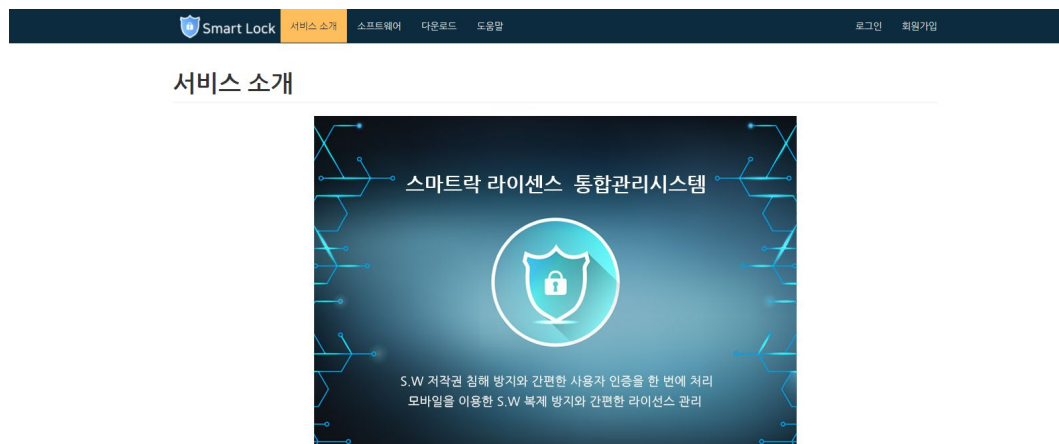 Smart Lock 서비스 소개 소프트웨어 다운로드 도움말 로그인 회원가입
서비스 소개
스마트락 라이센스 통합관리시스템
S.W 저작권 침해 방지와 간편한 사용자 인증을 한 번에 처리
모바일을 이용한 S.W 복제 방지와 간편한 라이선스 관리